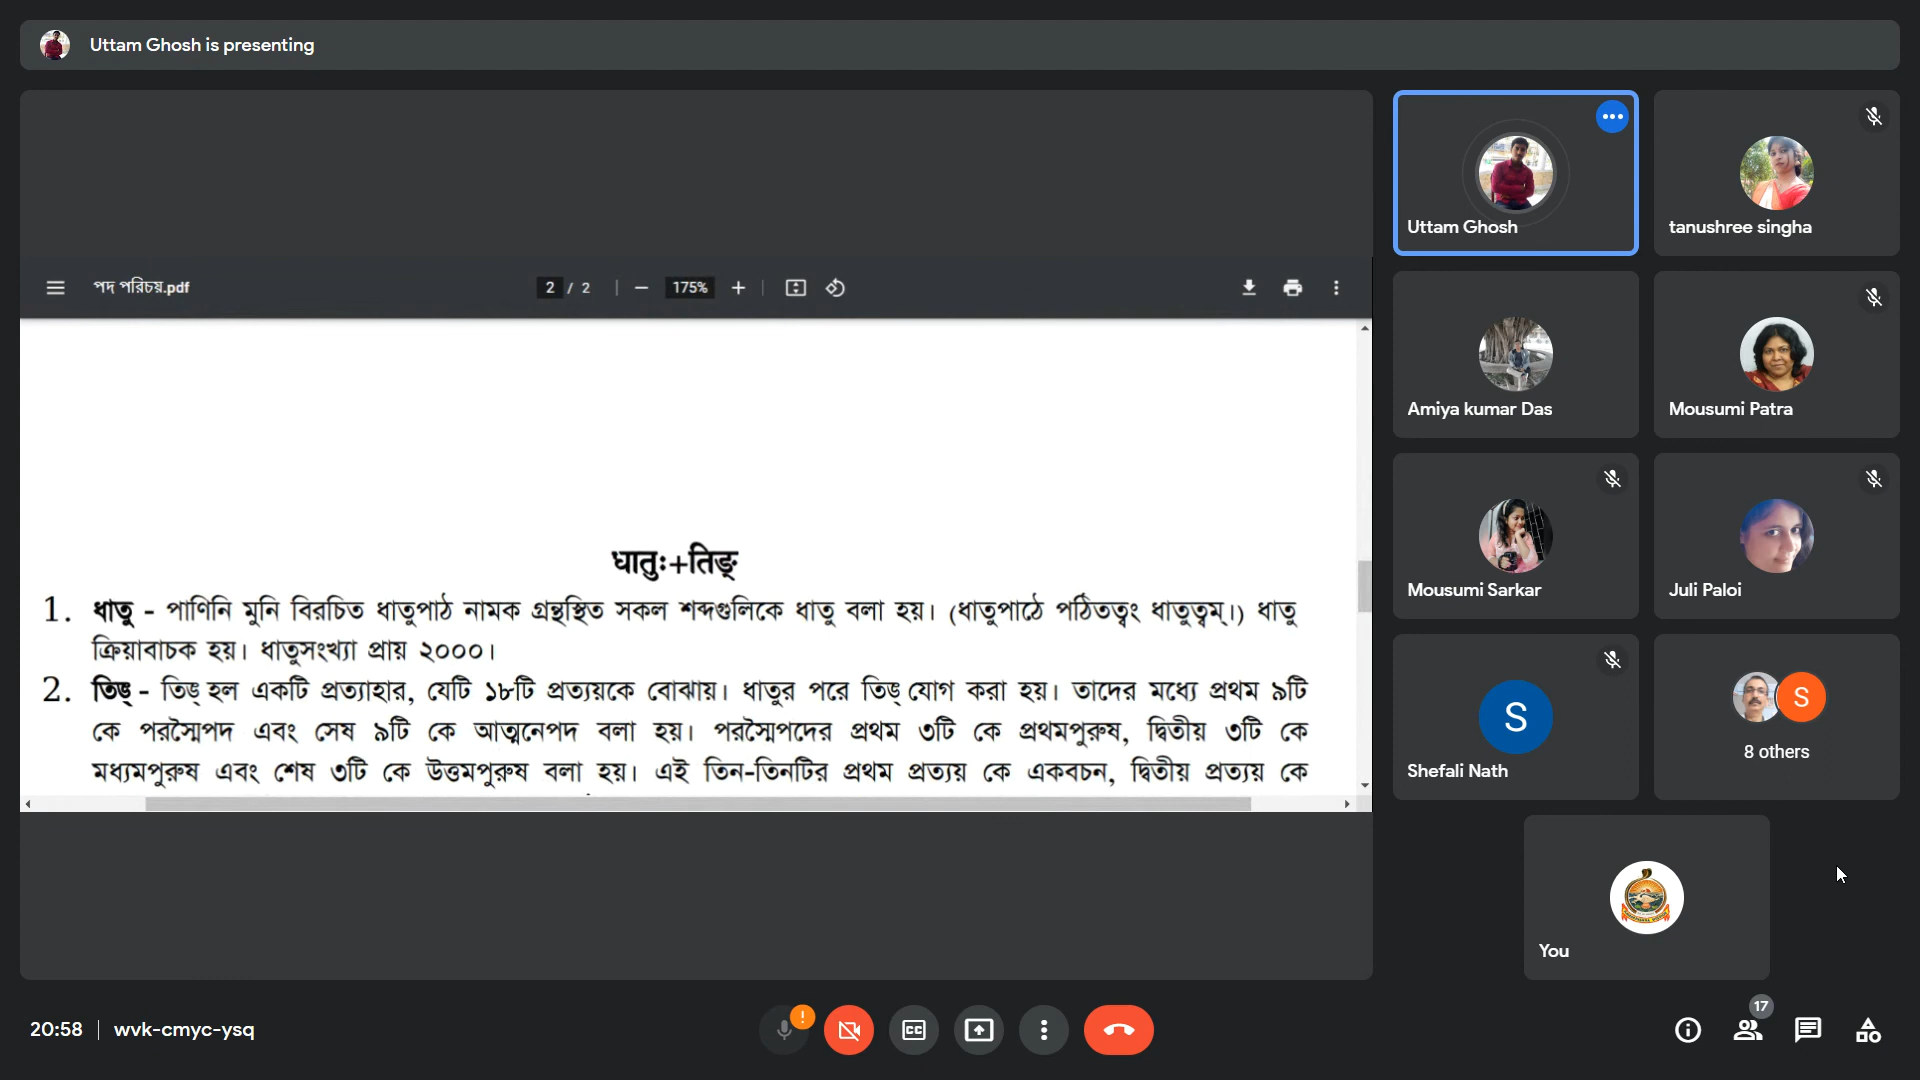 Uttam Ghosh is presenting
পদ পরিচয়.pdf
2 / 2
175%
धातुः+तिङ्
1. ধাতু - পাণিনি মুনি বিরচিত ধাতুপাঠ নামক গ্রন্থস্থিত সকল শব্দগুলিকে ধাতু বলা হয়। (ধাতুপাঠে পঠিতত্বং ধাতুত্বম্।) ধাতু
ক্রিয়াবাচক হয়। ধাতুসংখ্যা প্রায় ২০০০।
2. তিঙ্ - তিঙ্ হল একটি প্রত্যাহার, যেটি ১৮টি প্রত্যয়কে বোঝায়। ধাতুর পরে তিঙ্ যোগ করা হয়। তাদের মধ্যে প্রথম ৯টি
কে পরস্মৈপদ এবং সেষ ৯টি কে আত্মনেপদ বলা হয়। পরস্মৈপদের প্রথম ৩টি কে প্রথমপুরুষ, দ্বিতীয় ৩টি কে
মধ্যমপুরুষ এবং শেষ ৩টি কে উত্তমপুরুষ বলা হয়। এই তিন-তিনটির প্রথম প্রত্যয় কে একবচন, দ্বিতীয় প্রত্যয় কে
Uttam Ghosh
tanushree singha
Amiya kumar Das
Mousumi Patra
Mousumi Sarkar
Juli Paloi
S
Shefali Nath
S
8 others
You
20:58 | wvk-cmyc-ysq
CC
17